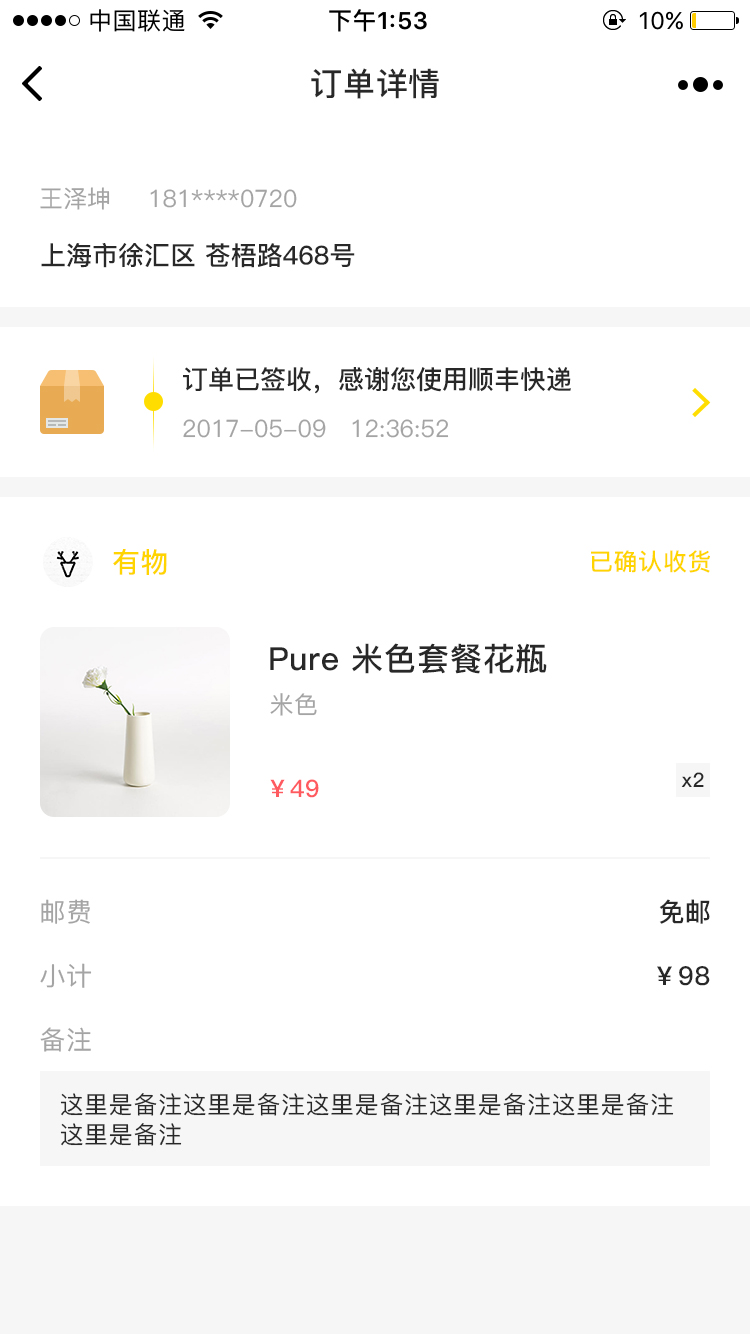 中国联通 下午1:53 10%
订单详情
王泽坤 181****0720
上海市徐汇区 苍梧路468号
订单已签收，感谢您使用顺丰快递
2017-05-09 12:36:52
有物 已确认收货
Pure 米色套餐花瓶
米色
¥49 x2
邮费 免邮
小计 ¥98
备注
这里是备注这里是备注这里是备注这里是备注这里是备注
这里是备注